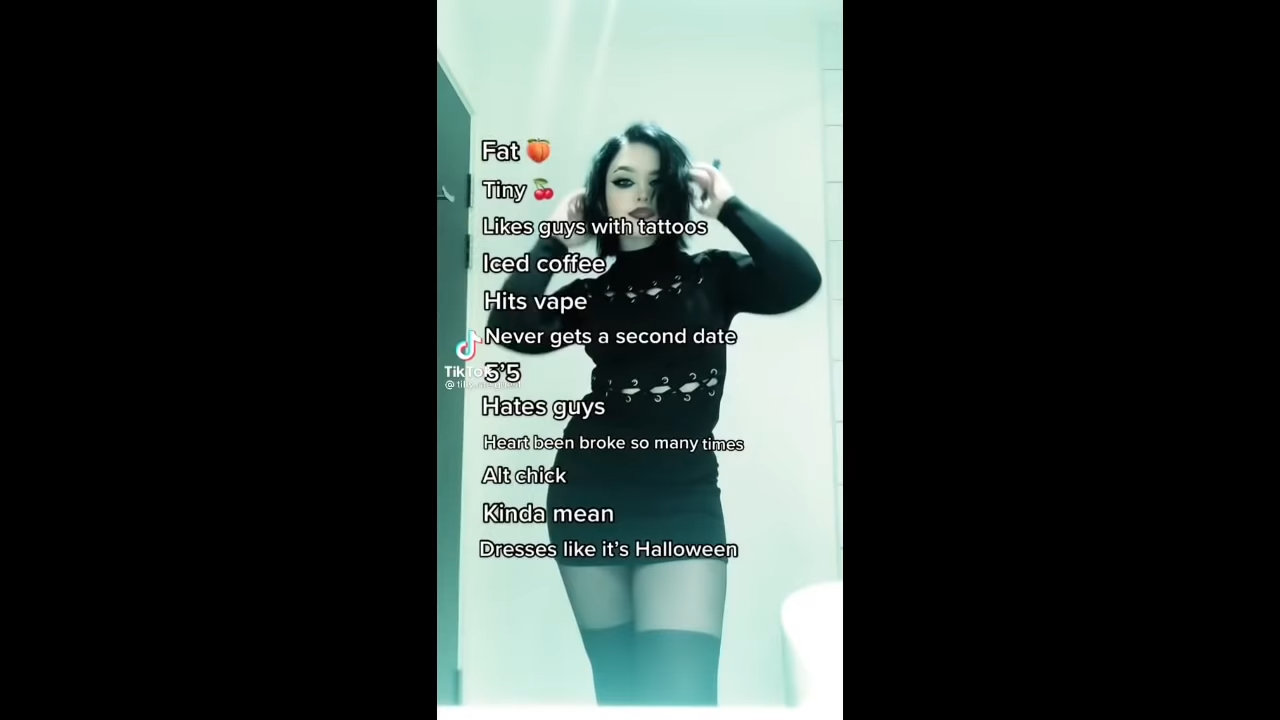 Fat 🍑
Tiny 🍒
Likes guys with tattoos
Iced coffee
Hits vape
Never gets a second date
TikTok
5'5
Hates guys
Heart been broke so many times
Alt chick
Kinda mean
Dresses like it's Halloween